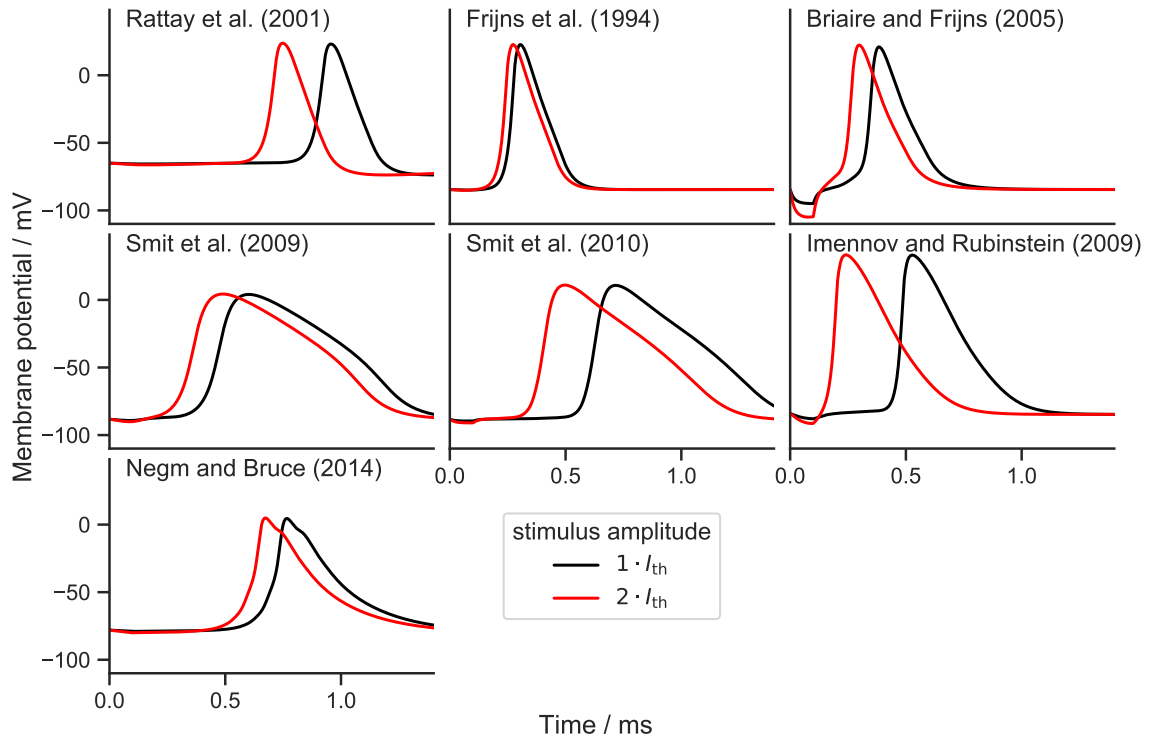 Rattay et al. (2001)
Frijns et al. (1994)
Briaire and Frijns (2005)
0
−50
−100
Smit et al. (2009)
Smit et al. (2010)
Imennov and Rubinstein (2009)
0
−50
−100
0.0
0.5
1.0
0.0
0.5
1.0
Negm and Bruce (2014)
0
−50
−100
0.0
0.5
1.0
stimulus amplitude
1 · Ith
2 · Ith
Membrane potential / mV
Time / ms